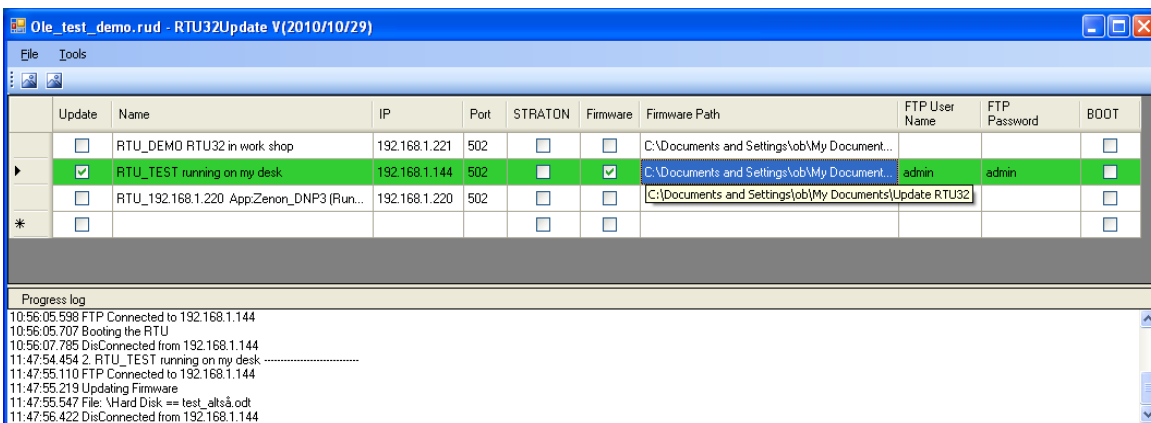 Ole_test_demo.rud - RTU32Update V(2010/10/29)
File Tools
Update Name IP Port STRATON Firmware Firmware Path FTP User Name FTP Password BOOT
RTU_DEMO RTU32 in work shop 192.168.1.221 502 C:\Documents and Settings\ob\My Document...
RTU_TEST running on my desk 192.168.1.144 502 C:\Documents and Settings\ob\My Document... admin admin
RTU_192.168.1.220 App:Zenon_DNP3 (Run... 192.168.1.220 502
C:\Documents and Settings\ob\My Documents\Update RTU32
Progress log
10:56:05.598 FTP Connected to 192.168.1.144
10:56:05.707 Booting the RTU
10:56:07.785 DisConnected from 192.168.1.144
11:47:54.454 2. RTU_TEST running on my desk ----------------------------
11:47:55.110 FTP Connected to 192.168.1.144
11:47:55.219 Updating Firmware
11:47:55.547 File: \Hard Disk == test_altså.odt
11:47:56.422 DisConnected from 192.168.1.144